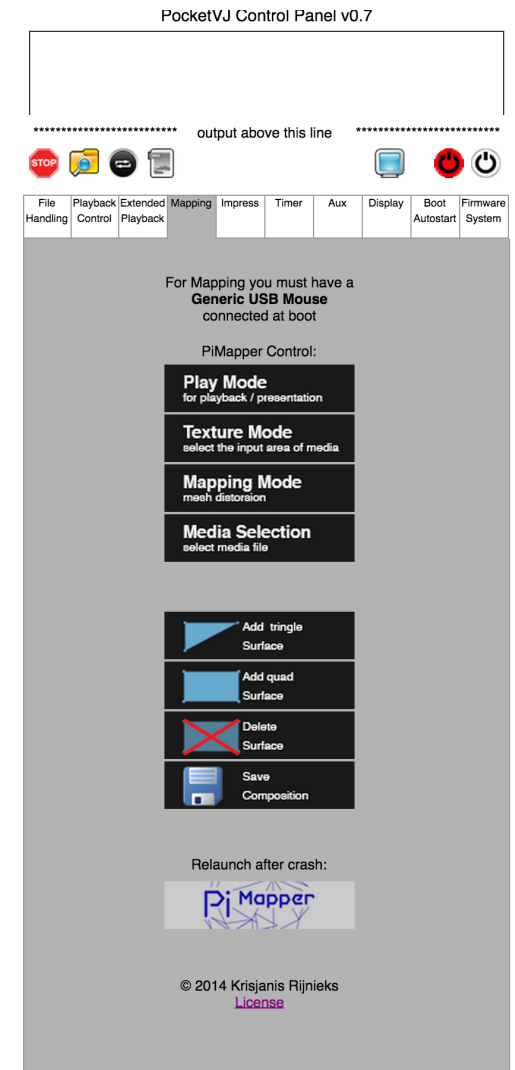 PocketVJ Control Panel v0.7
************************** output above this line **************************
STOP
File Handling
Playback Control
Extended Playback
Mapping
Impress
Timer
Aux
Display
Boot Autostart
Firmware System
For Mapping you must have a
Generic USB Mouse
connected at boot
PiMapper Control:
Play Mode
for playback / presentation
Texture Mode
select the input area of media
Mapping Mode
mesh distorsion
Media Selection
select media file
Add tringle
Surface
Add quad
Surface
Delete
Surface
Save
Composition
Relaunch after crash:
Pi Mapper
© 2014 Krisjanis Rijnieks
License